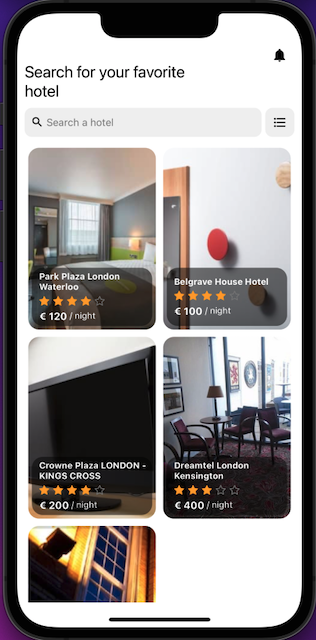 Search for your favorite
hotel
Search a hotel
Park Plaza London
Waterloo
€ 120 / night
Belgrave House Hotel
€ 100 / night
Crowne Plaza LONDON -
KINGS CROSS
€ 200 / night
Dreamtel London
Kensington
€ 400 / night